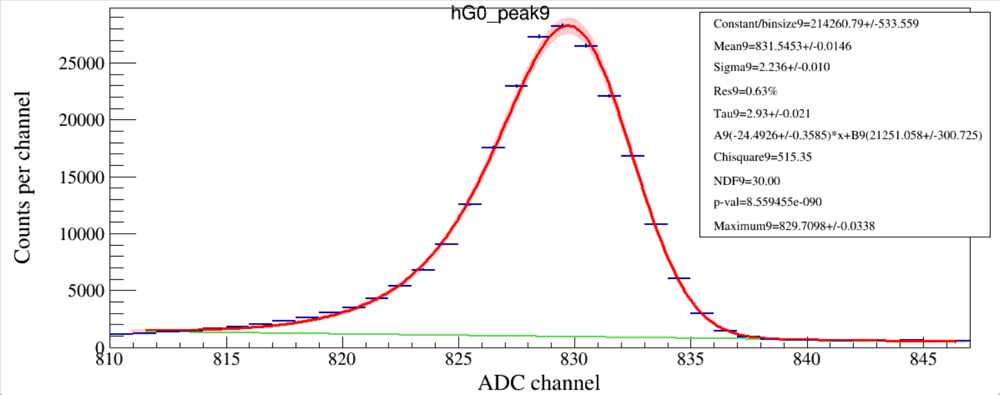 hG0_peak9
Constant/binsize9=214260.79+/-533.559
Mean9=831.5453+/-0.0146
Sigma9=2.236+/-0.010
Res9=0.63%
Tau9=2.93+/-0.021
A9(-24.4926+/-0.3585)*x+B9(21251.058+/-300.725)
Chisquare9=515.35
NDF9=30.00
p-val=8.559455e-090
Maximum9=829.7098+/-0.0338
Counts per channel
25000
20000
15000
10000
5000
0
810 815 820 825 830 835 840 845
ADC channel